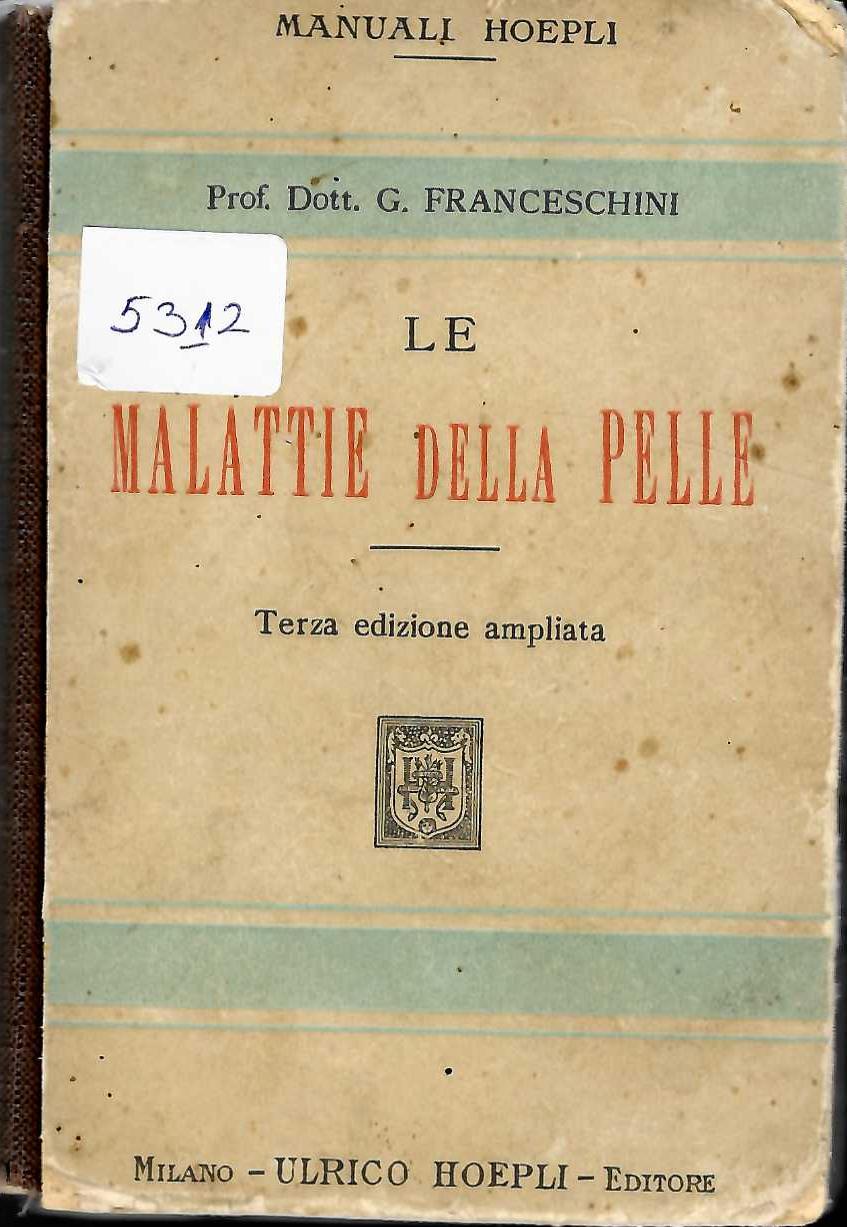 MANUALI HOEPLI
Prof. Dott. G. FRANCESCHINI
5312
LE
MALATTIE DELLA PELLE
Terza edizione ampliata
H
MILANO - ULRICO HOEPLI - EDITORE